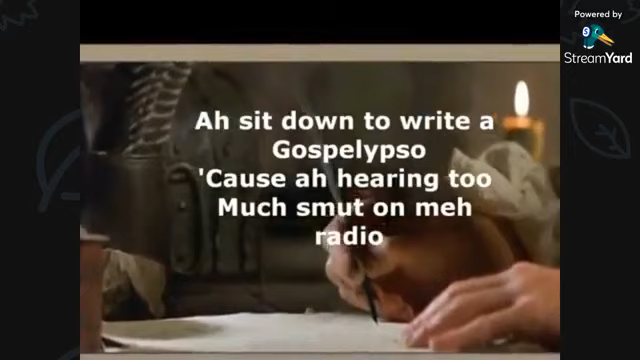 Powered by
StreamYard
Ah sit down to write a
Gospelypso
'Cause ah hearing too
Much smut on meh
radio